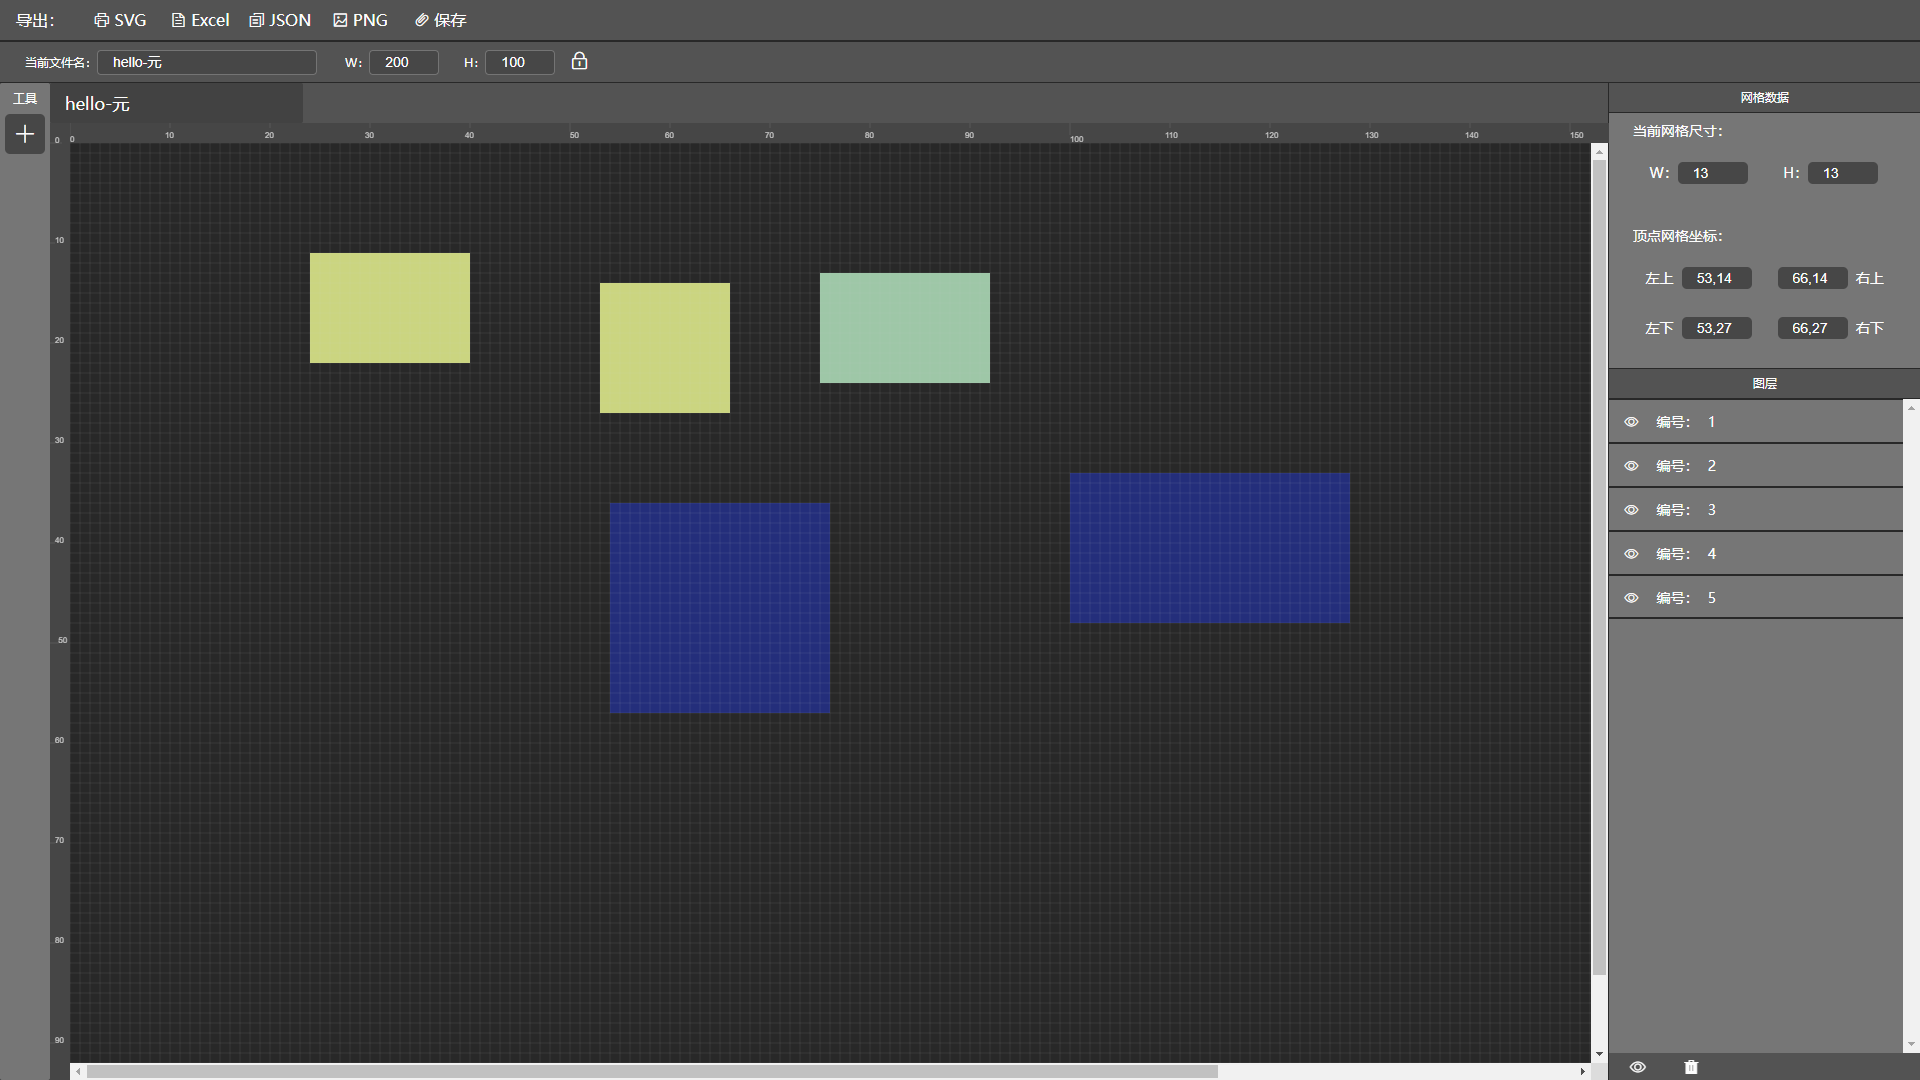 导出： SVG Excel JSON PNG 保存
当前文件名： hello-元 W： 200 H： 100
工具
hello-元
0 10 20 30 40 50 60 70 80 90 100 110 120 130 140 150
0
10
20
30
40
50
60
70
80
90
网格数据
当前网格尺寸：
W： 13 H： 13
顶点网格坐标：
左上 53,14 66,14 右上
左下 53,27 66,27 右下
图层
编号： 1
编号： 2
编号： 3
编号： 4
编号： 5